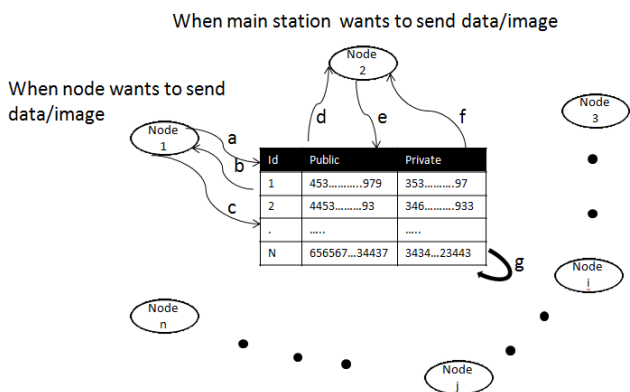 When main station wants to send data/image
When node wants to send
data/image
Node
2
Node
1
Node
3
a
b
c
d
e
f
Id Public Private
1 453...........979 353...........97
2 4453.........93 346..........933
. ..... .....
N 656567...34437 3434...23443
g
Node
i
Node
n
Node
j